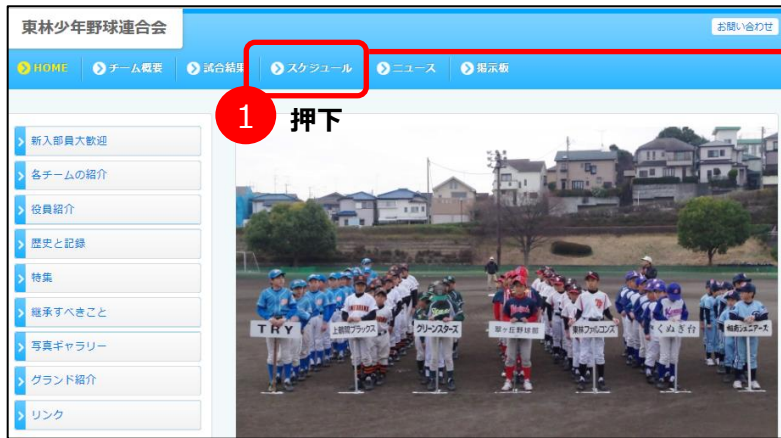 東林少年野球連合会
お問い合わせ
HOME
チーム概要
試合結果
スケジュール
ニュース
掲示板
1 押下
新入部員大歓迎
各チームの紹介
役員紹介
歴史と記録
特集
継承すべきこと
写真ギャラリー
グランド紹介
リンク
TRY
上鶴間ブラックス
グリーンスターズ
翠ヶ丘野球部
東林ファルコンズ
くぬぎ台